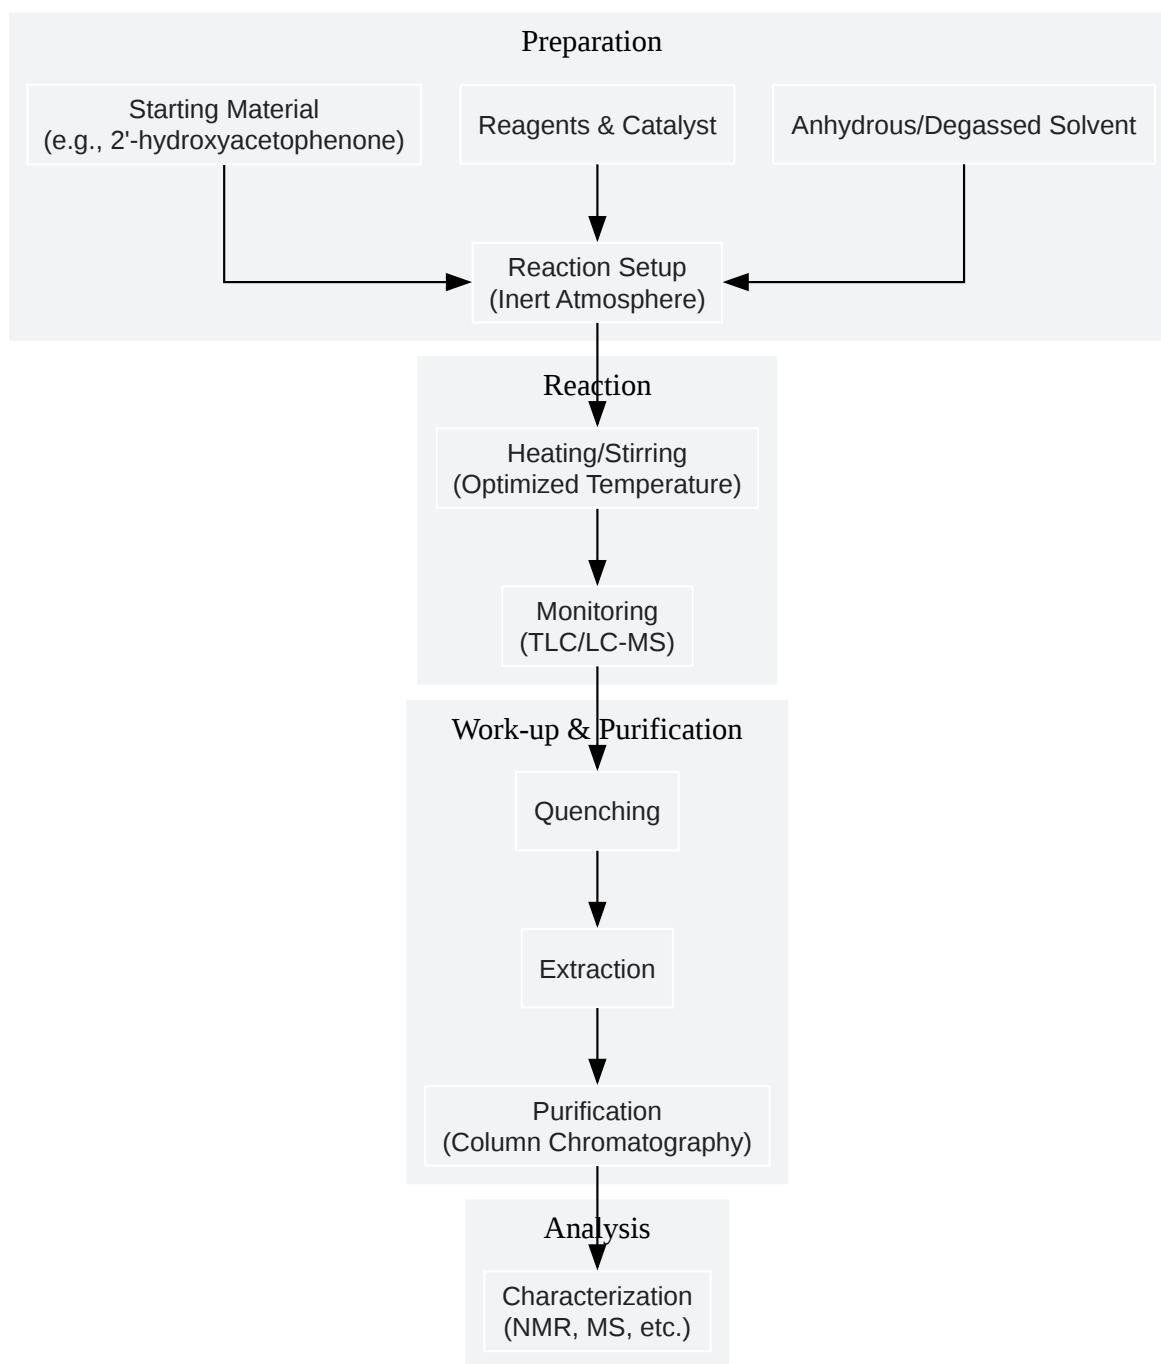 Preparation
Starting Material
(e.g., 2'-hydroxyacetophenone)
Reagents & Catalyst
Anhydrous/Degassed Solvent
Reaction Setup
(Inert Atmosphere)
Reaction
Heating/Stirring
(Optimized Temperature)
Monitoring
(TLC/LC-MS)
Work-up & Purification
Quenching
Extraction
Purification
(Column Chromatography)
Analysis
Characterization
(NMR, MS, etc.)